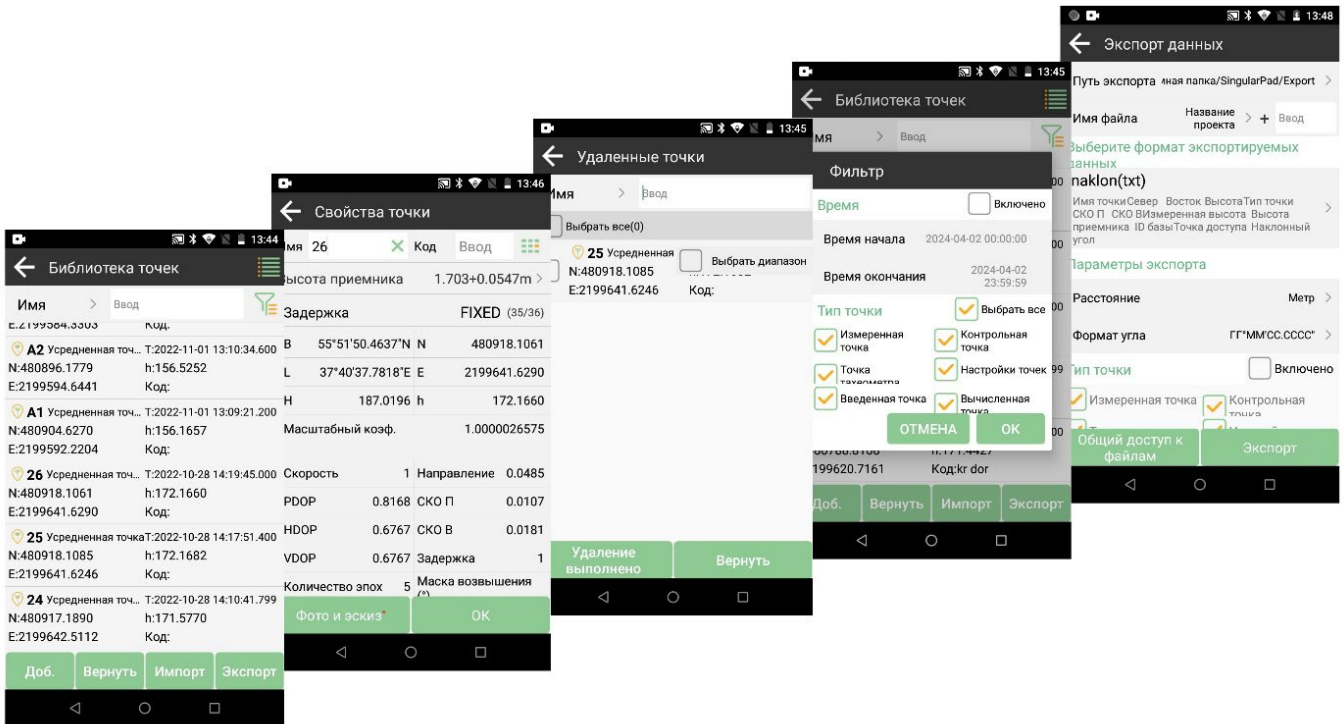 13:44
Библиотека точек
Имя > Ввод
E:2199584.3303 Код:
A2 Усредненная точ... T:2022-11-01 13:10:34.600
N:480896.1779 h:156.5252
E:2199594.6441 Код:
A1 Усредненная точ... T:2022-11-01 13:09:21.200
N:480904.6270 h:156.1657
E:2199592.2204 Код:
26 Усредненная точ... T:2022-10-28 14:19:45.000
N:480918.1061 h:172.1660
E:2199641.6290 Код:
25 Усредненная точкаT:2022-10-28 14:17:51.400
N:480918.1085 h:172.1682
E:2199641.6246 Код:
24 Усредненная точ... T:2022-10-28 14:10:41.799
N:480917.1890 h:171.5770
E:2199642.5112 Код:
Доб. Вернуть Импорт Экспорт
13:46
Свойства точки
Имя 26 Код Ввод
Высота приемника 1.703+0.0547m >
Задержка FIXED (35/36)
B 55°51'50.4637"N N 480918.1061
L 37°40'37.7818"E E 2199641.6290
H 187.0196 h 172.1660
Масштабный коэф. 1.0000026575
Скорость 1 Направление 0.0485
PDOP 0.8168 СКО П 0.0107
HDOP 0.6767 СКО В 0.0181
VDOP 0.6767 Задержка 1
Количество эпох 5 Маска возвышения
(°)
Фото и эскиз* ОК
13:45
Удаленные точки
Имя > Ввод
Выбрать все(0)
25 Усредненная
Выбрать диапазон
N:480918.1085
E:2199641.6246 Код:
Удаление
выполнено
Вернуть
13:45
Библиотека точек
мя > Ввод
Фильтр
Время Включено
Время начала 2024-04-02 00:00:00
Время окончания 2024-04-02
23:59:59
Тип точки Выбрать все
Измеренная
точка
Контрольная
точка
Точка
тахеометра
Настройки точек
Введенная точка Вычисленная
точка
ОТМЕНА ОК
199620.7161 Код:kr dor
Доб. Вернуть Импорт Экспорт
13:48
Экспорт данных
Путь экспорта иная папка/SingularPad/Export >
Имя файла Название
проекта > + Ввод
Выберите формат экспортируемых
данных
naklon(txt)
Имя точкиСевер Восток ВысотаТип точки
СКО П СКО ВИзмеренная высота Высота
приемника ID базыТочка доступа Наклонный
угол >
Параметры экспорта
Расстояние Метр >
Формат угла ГГ°ММ'СС.СССС" >
Тип точки Включено
Измеренная точка Контрольная
точка
Общий доступ к
файлам
Экспорт